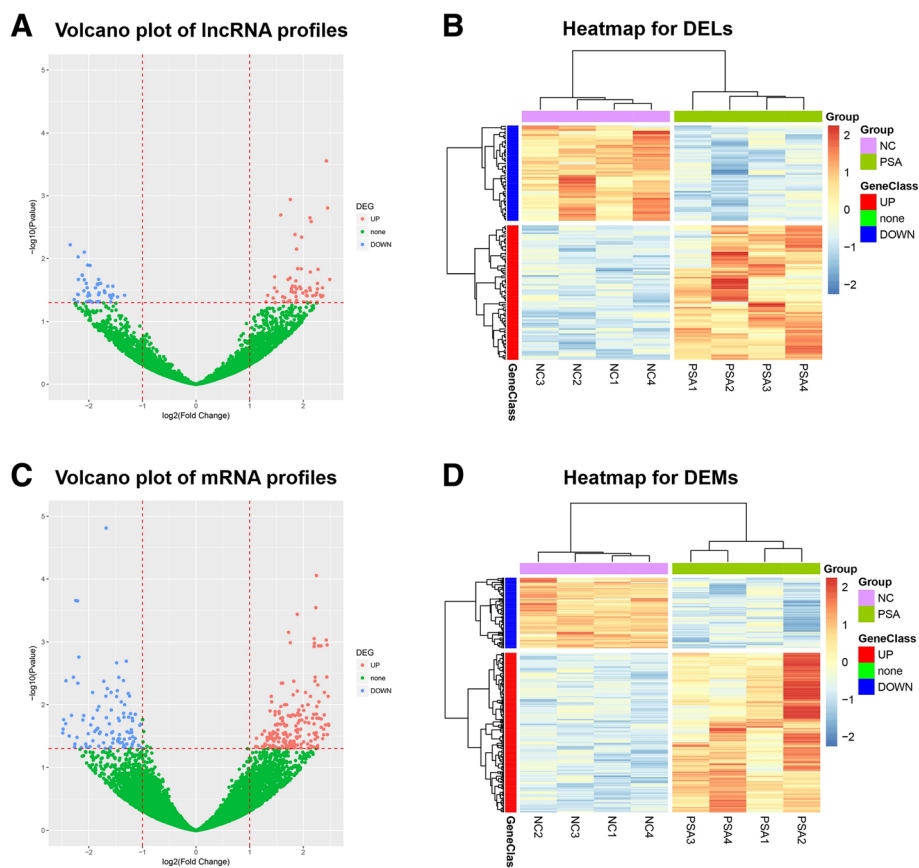 A
Volcano plot of lncRNA profiles
5
4
3
2
1
0
−2
−1
0
1
2
−log10(Pvalue)
log2(Fold Change)
DEG
UP
none
DOWN
B
Heatmap for DELs
Group
2
1
0
−1
−2
Group
NC
PSA
GeneClass
UP
none
DOWN
GeneClass
NC3
NC2
NC1
NC4
PSA1
PSA2
PSA3
PSA4
C
Volcano plot of mRNA profiles
5
4
3
2
1
0
−2
−1
0
1
2
−log10(Pvalue)
log2(Fold Change)
DEG
UP
none
DOWN
D
Heatmap for DEMs
Group
2
1
0
−1
−2
Group
NC
PSA
GeneClass
UP
none
DOWN
GeneClass
NC2
NC3
NC1
NC4
PSA3
PSA4
PSA1
PSA2